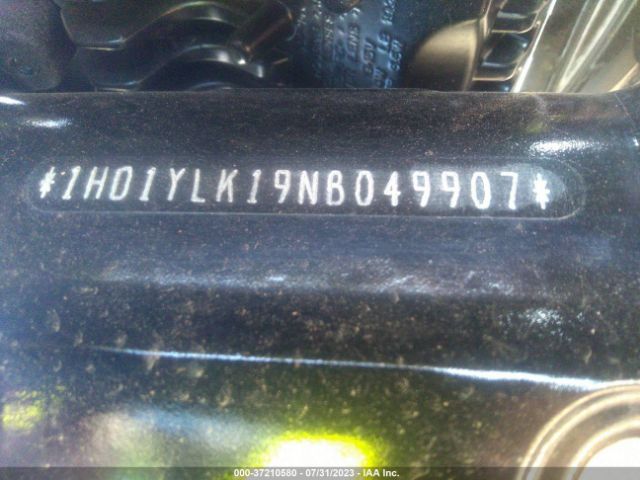 *1HD1YLK19NB049907*
000-37210580 - 07/31/2023 - IAA Inc.